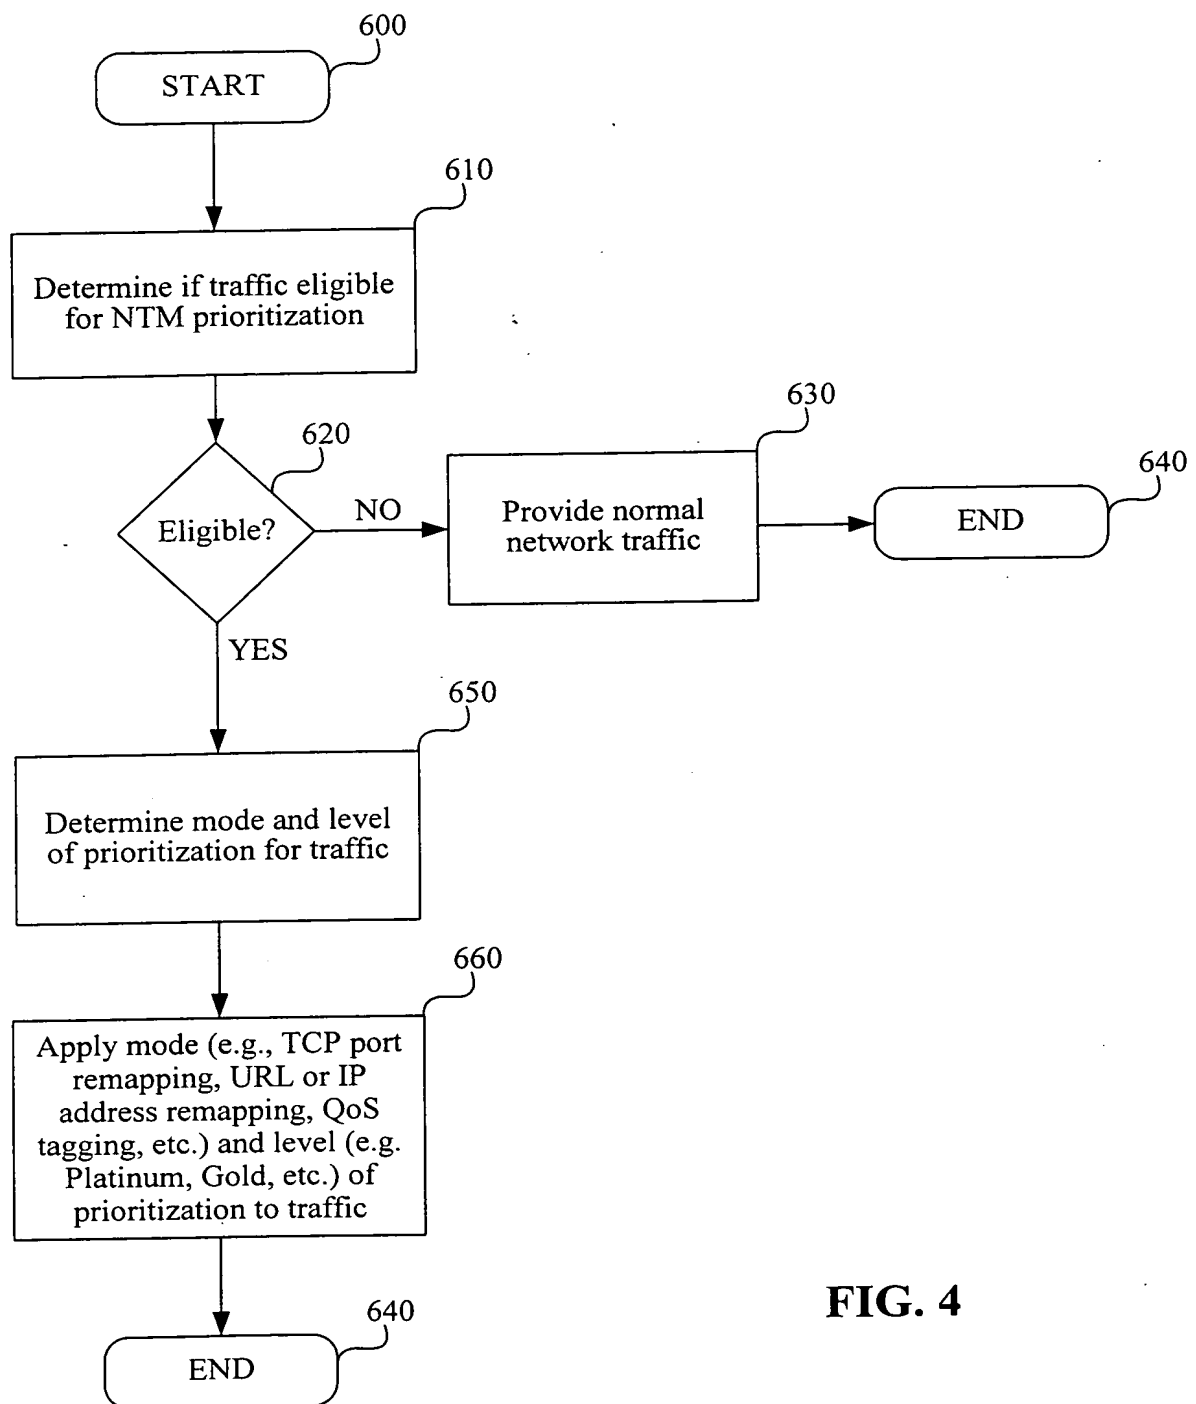 600
START
610
Determine if traffic eligible
for NTM prioritization
620
Eligible?
NO
630
Provide normal
network traffic
640
END
YES
650
Determine mode and level
of prioritization for traffic
660
Apply mode (e.g., TCP port
remapping, URL or IP
address remapping, QoS
tagging, etc.) and level (e.g.
Platinum, Gold, etc.) of
prioritization to traffic
640
END
FIG. 4